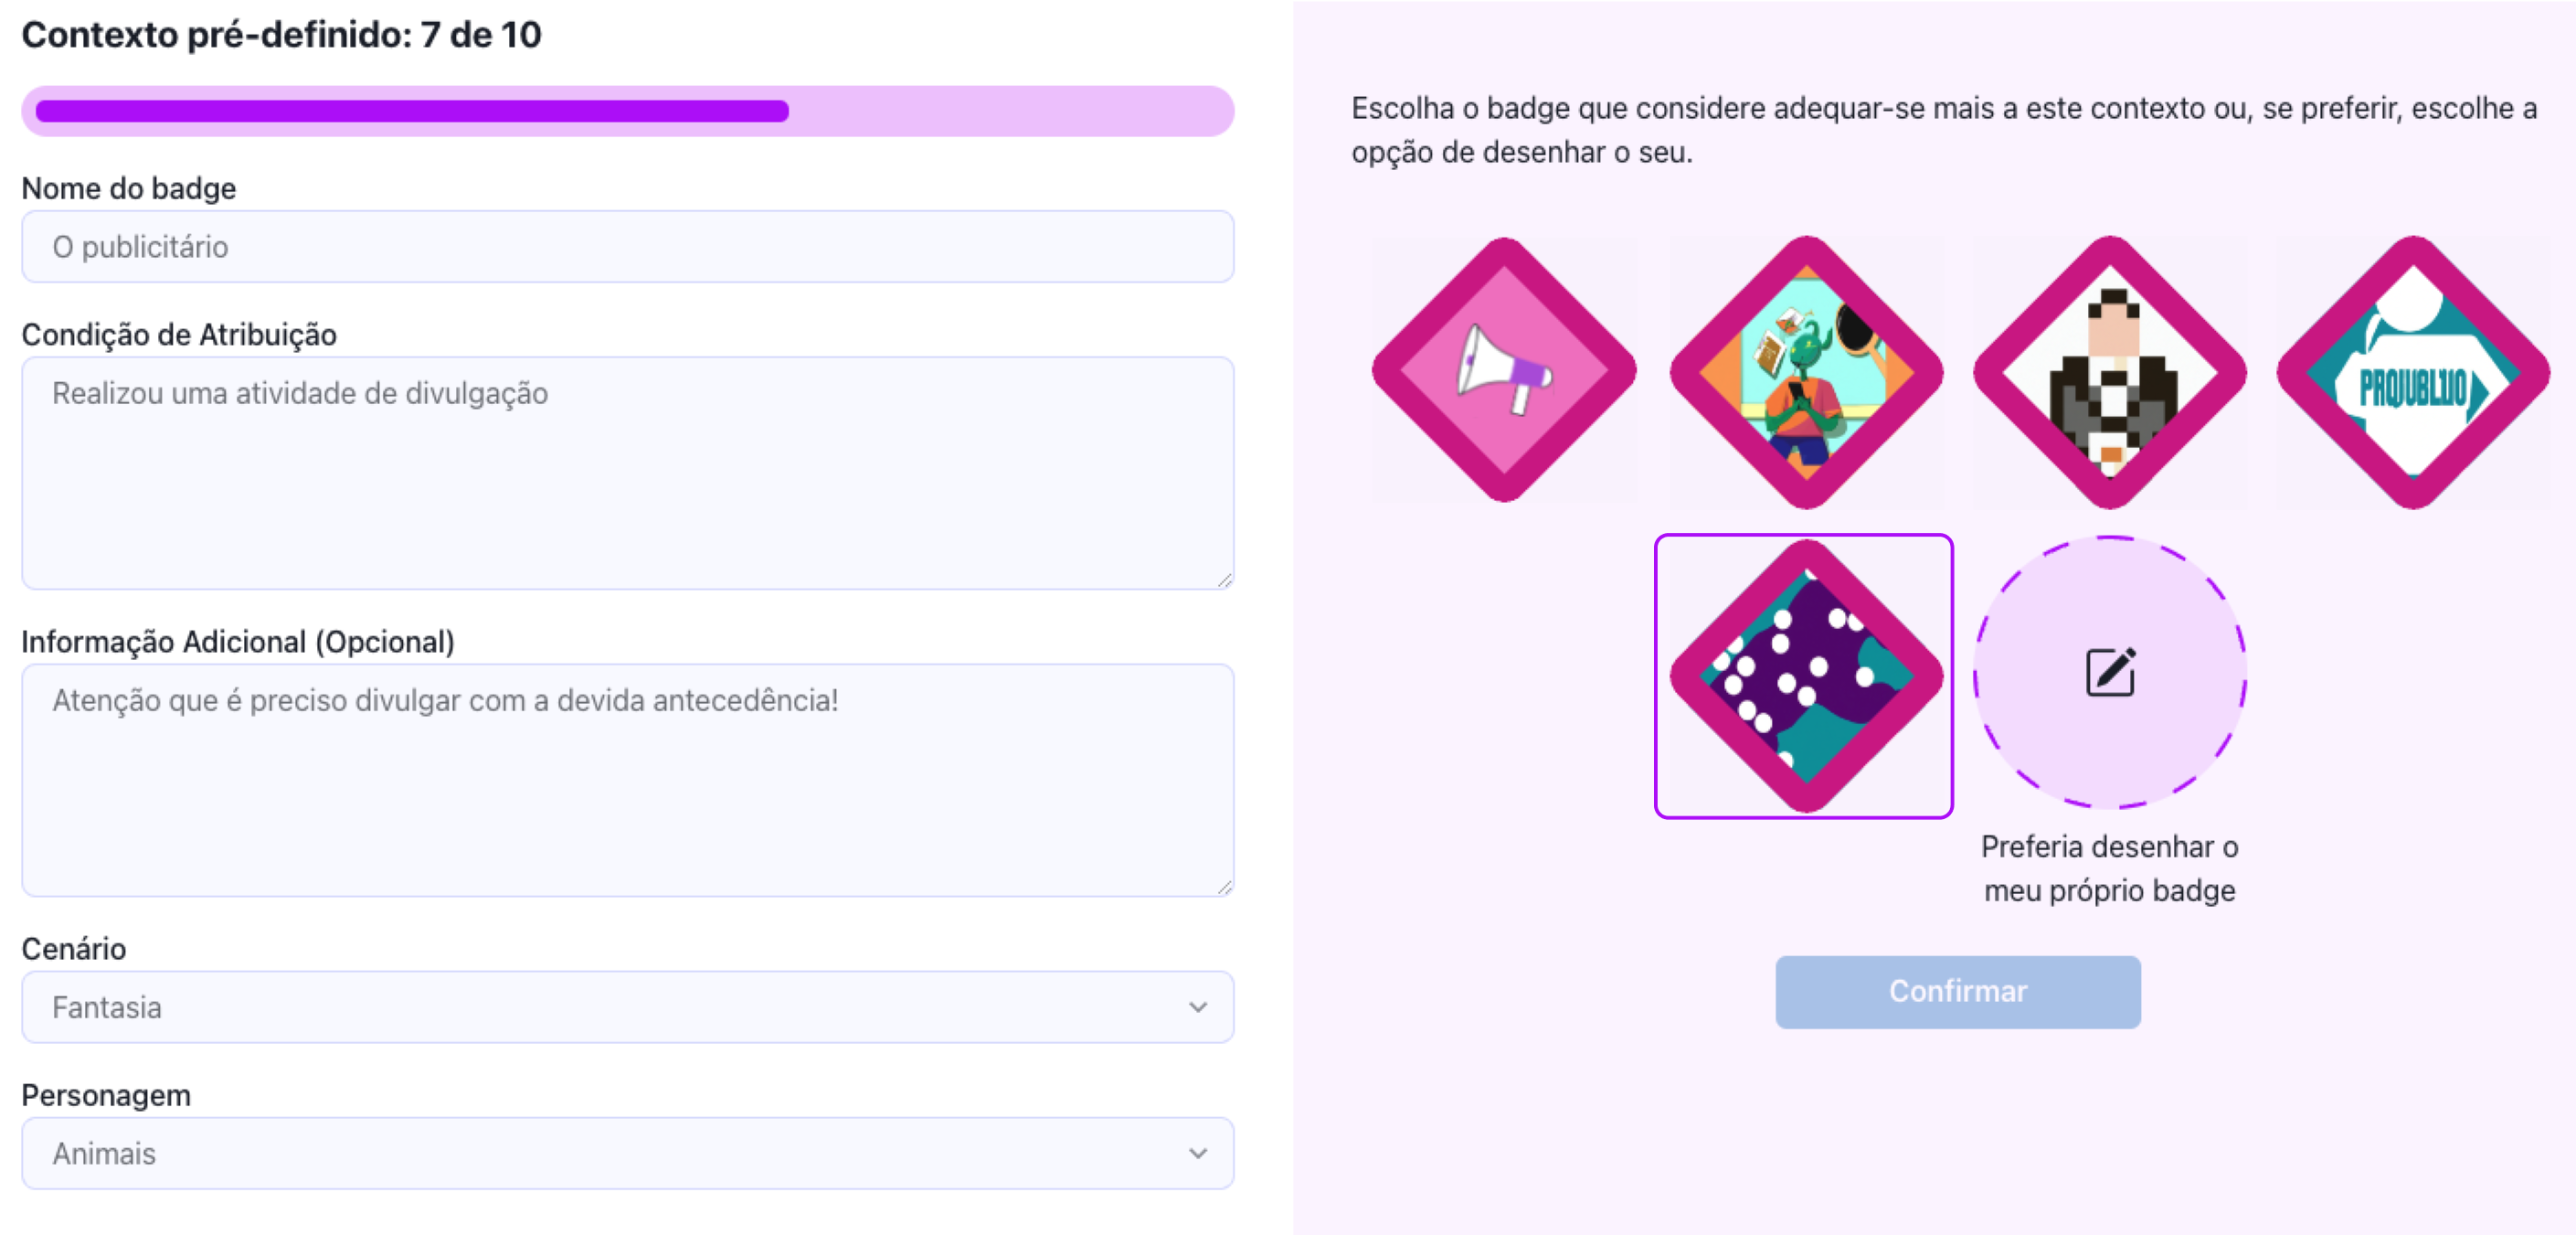 Contexto pré-definido: 7 de 10
Nome do badge
O publicitário
Condição de Atribuição
Realizou uma atividade de divulgação
Informação Adicional (Opcional)
Atenção que é preciso divulgar com a devida antecedência!
Cenário
Fantasia
Personagem
Animais
Escolha o badge que considere adequar-se mais a este contexto ou, se preferir, escolhe a
opção de desenhar o seu.
Preferia desenhar o
meu próprio badge
Confirmar